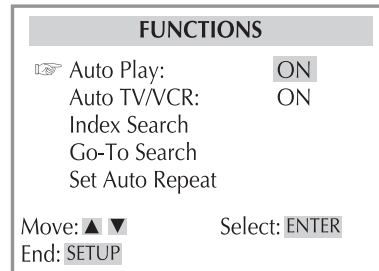 FUNCTIONS
☞ Auto Play: ON
Auto TV/VCR: ON
Index Search
Go-To Search
Set Auto Repeat
Move: ▲ ▼ Select: ENTER
End: SETUP